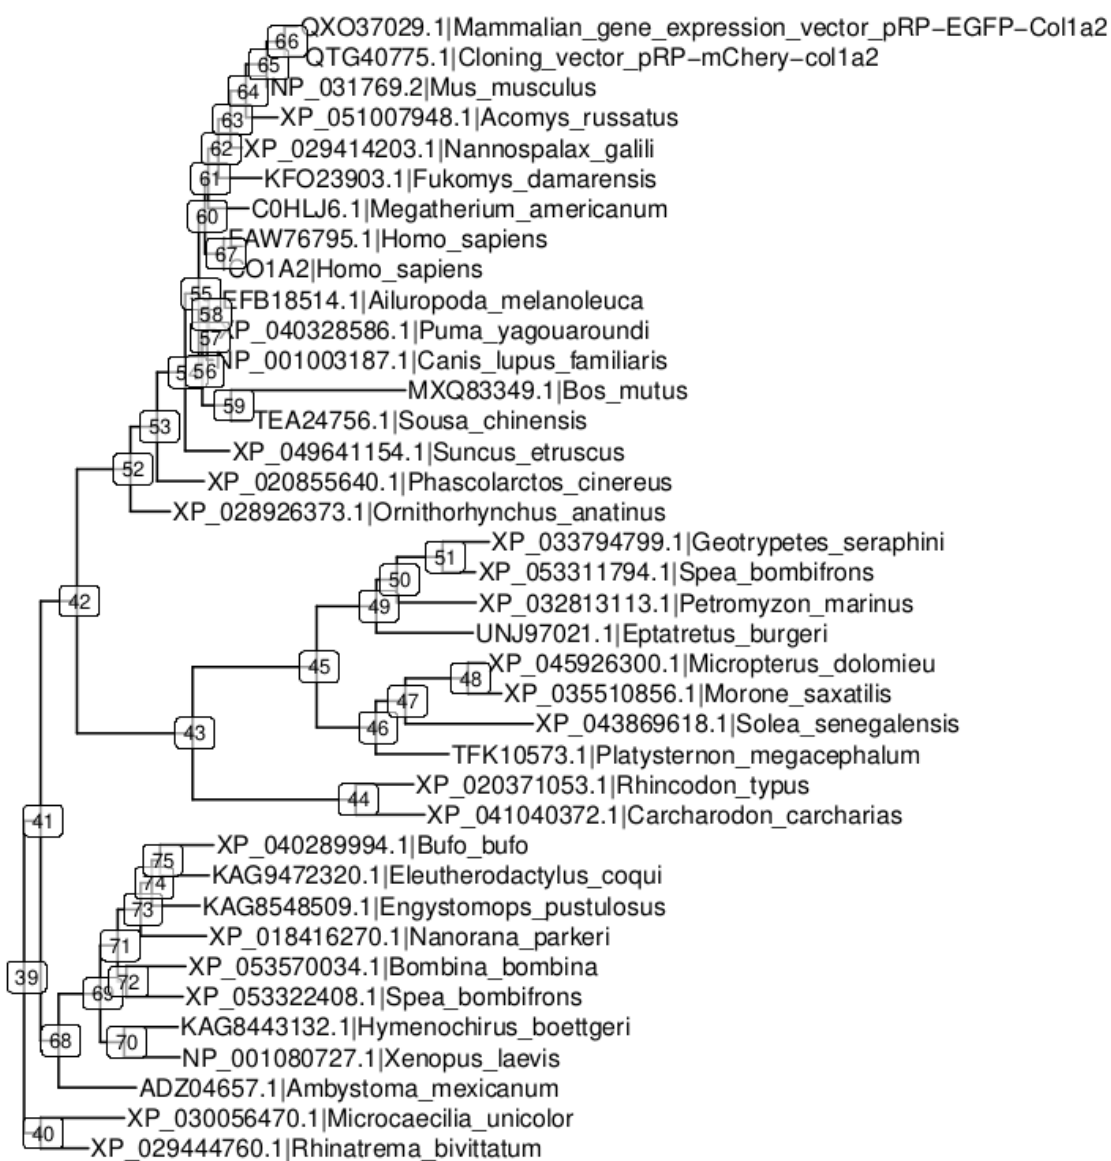 QXO37029.1|Mammalian_gene_expression_vector_pRP−EGFP−Col1a2
66
QTG40775.1|Cloning_vector_pRP−mChery−col1a2
65
NP_031769.2|Mus_musculus
64
XP_051007948.1|Acomys_russatus
63
XP_029414203.1|Nannospalax_galili
62
KFO23903.1|Fukomys_damarensis
61
C0HLJ6.1|Megatherium_americanum
60
EAW76795.1|Homo_sapiens
67
CO1A2|Homo_sapiens
55
EFB18514.1|Ailuropoda_melanoleuca
58
XP_040328586.1|Puma_yagouaroundi
57
NP_001003187.1|Canis_lupus_familiaris
56
MXQ83349.1|Bos_mutus
59
TEA24756.1|Sousa_chinensis
53
XP_049641154.1|Suncus_etruscus
52
XP_020855640.1|Phascolarctos_cinereus
XP_028926373.1|Ornithorhynchus_anatinus
XP_033794799.1|Geotrypetes_seraphini
51
XP_053311794.1|Spea_bombifrons
50
42
XP_032813113.1|Petromyzon_marinus
49
UNJ97021.1|Eptatretus_burgeri
45
XP_045926300.1|Micropterus_dolomieu
48
XP_035510856.1|Morone_saxatilis
47
XP_043869618.1|Solea_senegalensis
46
43
TFK10573.1|Platysternon_megacephalum
XP_020371053.1|Rhincodon_typus
44
XP_041040372.1|Carcharodon_carcharias
41
XP_040289994.1|Bufo_bufo
75
KAG9472320.1|Eleutherodactylus_coqui
74
KAG8548509.1|Engystomops_pustulosus
73
XP_018416270.1|Nanorana_parkeri
71
XP_053570034.1|Bombina_bombina
39
72
XP_053322408.1|Spea_bombifrons
69
KAG8443132.1|Hymenochirus_boettgeri
68
70
NP_001080727.1|Xenopus_laevis
ADZ04657.1|Ambystoma_mexicanum
XP_030056470.1|Microcaecilia_unicolor
40
XP_029444760.1|Rhinatrema_bivittatum